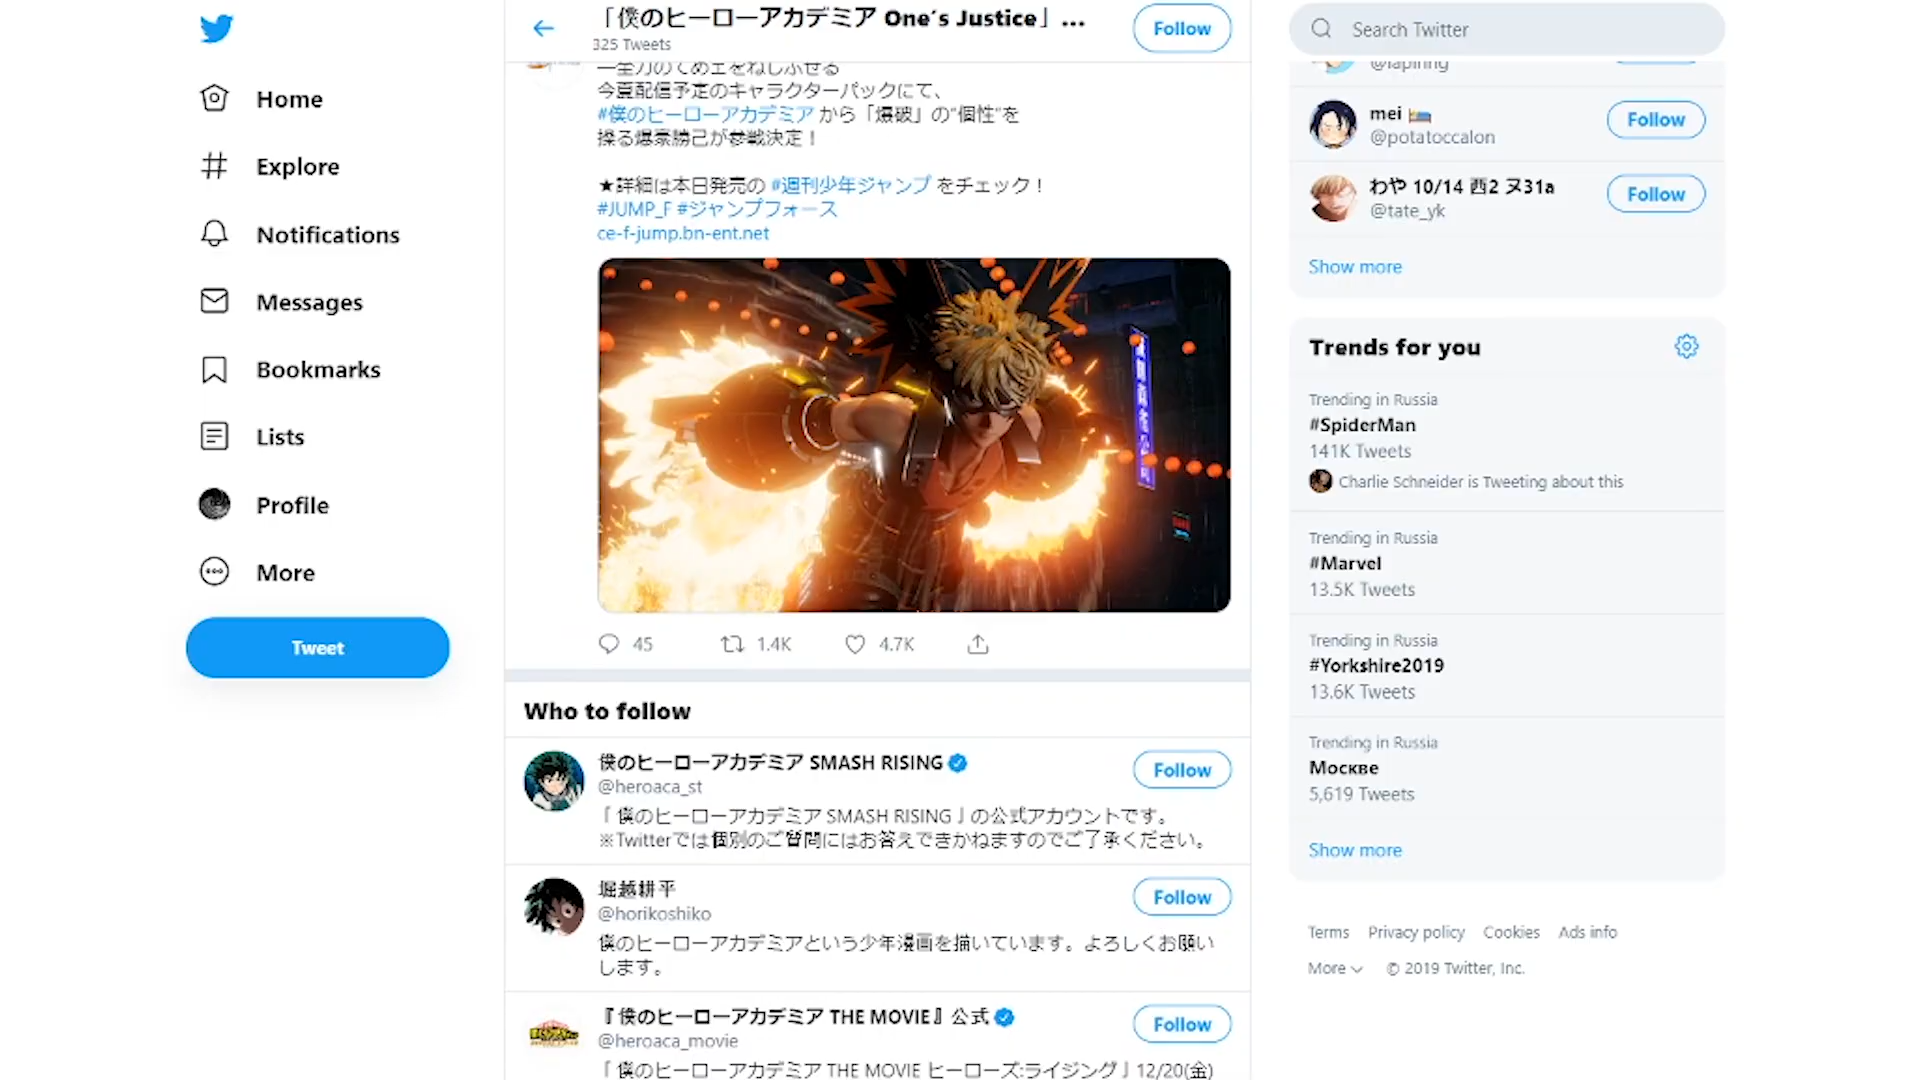 Home
Explore
Notifications
Messages
Bookmarks
Lists
Profile
More
Tweet
「僕のヒーローアカデミア One's Justice」...
325 Tweets
Follow
今夏配信予定のキャラクターパックにて、
#僕のヒーローアカデミア から「爆破」の"個性"を
操る爆豪勝己が参戦決定！
★詳細は本日発売の #週刊少年ジャンプ をチェック！
#JUMP_F #ジャンプフォース
ce-f-jump.bn-ent.net
45
1.4K
4.7K
Who to follow
僕のヒーローアカデミア SMASH RISING
@heroaca_st
Follow
「僕のヒーローアカデミア SMASH RISING」の公式アカウントです。
※Twitterでは個別のご質問にはお答えできかねますのでご了承ください。
堀越耕平
@horikoshiko
Follow
僕のヒーローアカデミアという少年漫画を描いています。よろしくお願い
します。
『僕のヒーローアカデミア THE MOVIE』公式
@heroaca_movie
Follow
「僕のヒーローアカデミア THE MOVIE ヒーローズ:ライジング」12/20(金)
Search Twitter
mei
@potatoccalon
Follow
わや 10/14 西2 ヌ31a
@tate_yk
Follow
Show more
Trends for you
Trending in Russia
#SpiderMan
141K Tweets
Charlie Schneider is Tweeting about this
Trending in Russia
#Marvel
13.5K Tweets
Trending in Russia
#Yorkshire2019
13.6K Tweets
Trending in Russia
Москве
5,619 Tweets
Show more
Terms Privacy policy Cookies Ads info
More © 2019 Twitter, Inc.